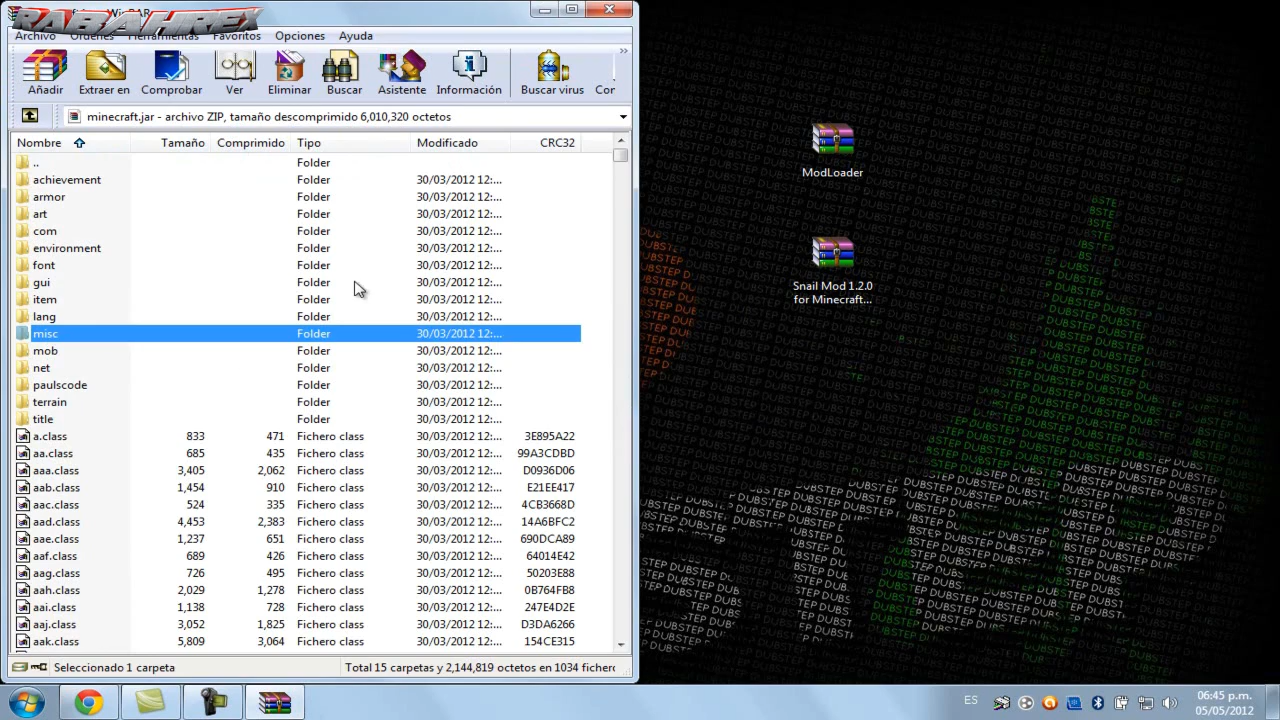 RABAHREX
Archivo Órdenes Herramientas Favoritos Opciones Ayuda
Añadir Extraer en Comprobar Ver Eliminar Buscar Asistente Información Buscar virus Cor
minecraft.jar - archivo ZIP, tamaño descomprimido 6,010,320 octetos
Nombre Tamaño Comprimido Tipo Modificado CRC32
.. Folder
achievement Folder 30/03/2012 12:...
armor Folder 30/03/2012 12:...
art Folder 30/03/2012 12:...
com Folder 30/03/2012 12:...
environment Folder 30/03/2012 12:...
font Folder 30/03/2012 12:...
gui Folder 30/03/2012 12:...
item Folder 30/03/2012 12:...
lang Folder 30/03/2012 12:...
misc Folder 30/03/2012 12:...
mob Folder 30/03/2012 12:...
net Folder 30/03/2012 12:...
paulscode Folder 30/03/2012 12:...
terrain Folder 30/03/2012 12:...
title Folder 30/03/2012 12:...
a.class 833 471 Fichero class 30/03/2012 12:... 3E895A22
aa.class 685 435 Fichero class 30/03/2012 12:... 99A3CDBD
aaa.class 3,405 2,062 Fichero class 30/03/2012 12:... D0936D06
aab.class 1,454 910 Fichero class 30/03/2012 12:... E21EE417
aac.class 524 335 Fichero class 30/03/2012 12:... 4CB3668D
aad.class 4,453 2,383 Fichero class 30/03/2012 12:... 14A6BFC2
aae.class 1,237 651 Fichero class 30/03/2012 12:... 690DCA89
aaf.class 689 426 Fichero class 30/03/2012 12:... 64014E42
aag.class 726 495 Fichero class 30/03/2012 12:... 50203E88
aah.class 2,029 1,278 Fichero class 30/03/2012 12:... 0B764FB8
aai.class 1,138 728 Fichero class 30/03/2012 12:... 247E4D2E
aaj.class 3,052 1,825 Fichero class 30/03/2012 12:... D3DA6266
aak.class 5,809 3,064 Fichero class 30/03/2012 12:... 154CE315
Seleccionado 1 carpeta Total 15 carpetas y 2,144,819 octetos en 1034 fichero
ModLoader
Snail Mod 1.2.0
for Minecraft...
ES
06:45 p.m.
05/05/2012